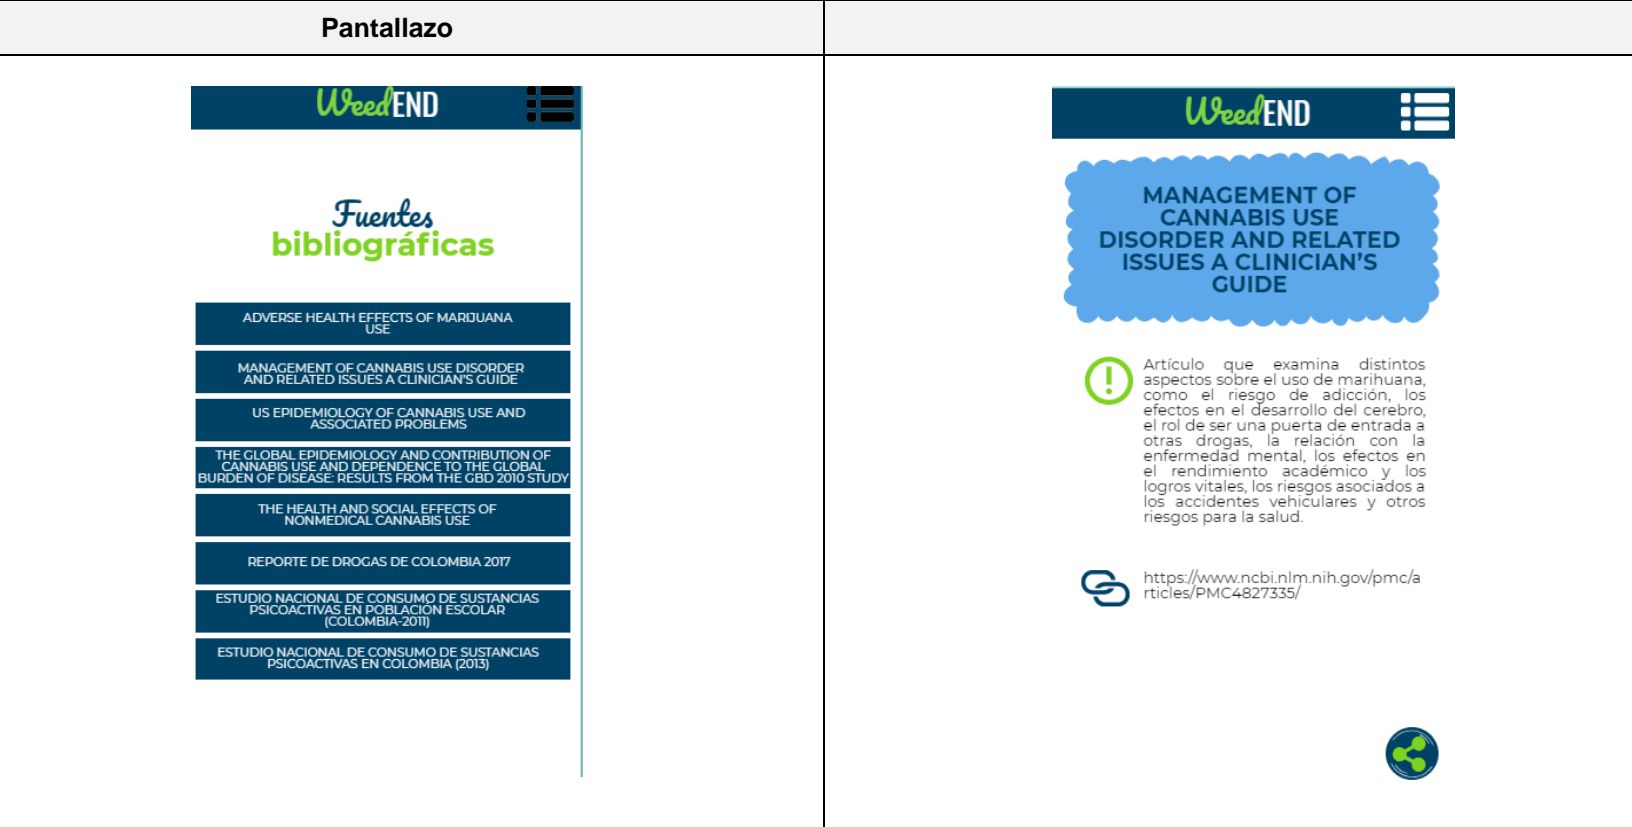 Pantallazo
WeedEND
Fuentes
bibliográficas
ADVERSE HEALTH EFFECTS OF MARIJUANA
USE
MANAGEMENT OF CANNABIS USE DISORDER
AND RELATED ISSUES A CLINICIAN'S GUIDE
US EPIDEMIOLOGY OF CANNABIS USE AND
ASSOCIATED PROBLEMS
THE GLOBAL EPIDEMIOLOGY AND CONTRIBUTION OF
CANNABIS USE AND DEPENDENCE TO THE GLOBAL
BURDEN OF DISEASE: RESULTS FROM THE GBD 2010 STUDY
THE HEALTH AND SOCIAL EFFECTS OF
NONMEDICAL CANNABIS USE
REPORTE DE DROGAS DE COLOMBIA 2017
ESTUDIO NACIONAL DE CONSUMO DE SUSTANCIAS
PSICOACTIVAS EN POBLACIÓN ESCOLAR
(COLOMBIA-2011)
ESTUDIO NACIONAL DE CONSUMO DE SUSTANCIAS
PSICOACTIVAS EN COLOMBIA (2013)
WeedEND
MANAGEMENT OF
CANNABIS USE
DISORDER AND RELATED
ISSUES A CLINICIAN'S
GUIDE
Artículo que examina distintos
aspectos sobre el uso de marihuana,
como el riesgo de adicción, los
efectos en el desarrollo del cerebro,
el rol de ser una puerta de entrada a
otras drogas, la relación con la
enfermedad mental, los efectos en
el rendimiento académico y los
logros vitales, los riesgos asociados a
los accidentes vehiculares y otros
riesgos para la salud.
https://www.ncbi.nlm.nih.gov/pmc/a
rticles/PMC4827335/